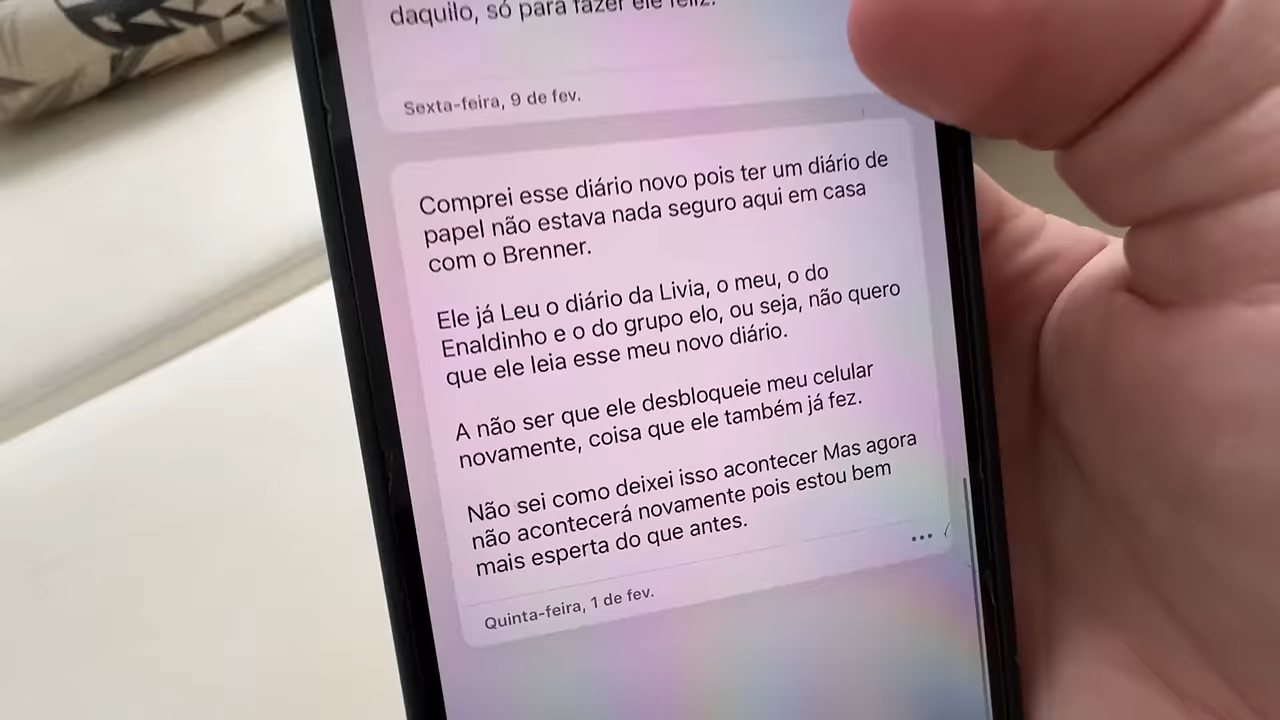 daquilo, só para fazer ele feliz.
Sexta-feira, 9 de fev.
Comprei esse diário novo pois ter um diário de
papel não estava nada seguro aqui em casa
com o Brenner.
Ele já Leu o diário da Livia, o meu, o do
Enaldinho e o do grupo elo, ou seja, não quero
que ele leia esse meu novo diário.
A não ser que ele desbloqueie meu celular
novamente, coisa que ele também já fez.
Não sei como deixei isso acontecer Mas agora
não acontecerá novamente pois estou bem
mais esperta do que antes.
Quinta-feira, 1 de fev.